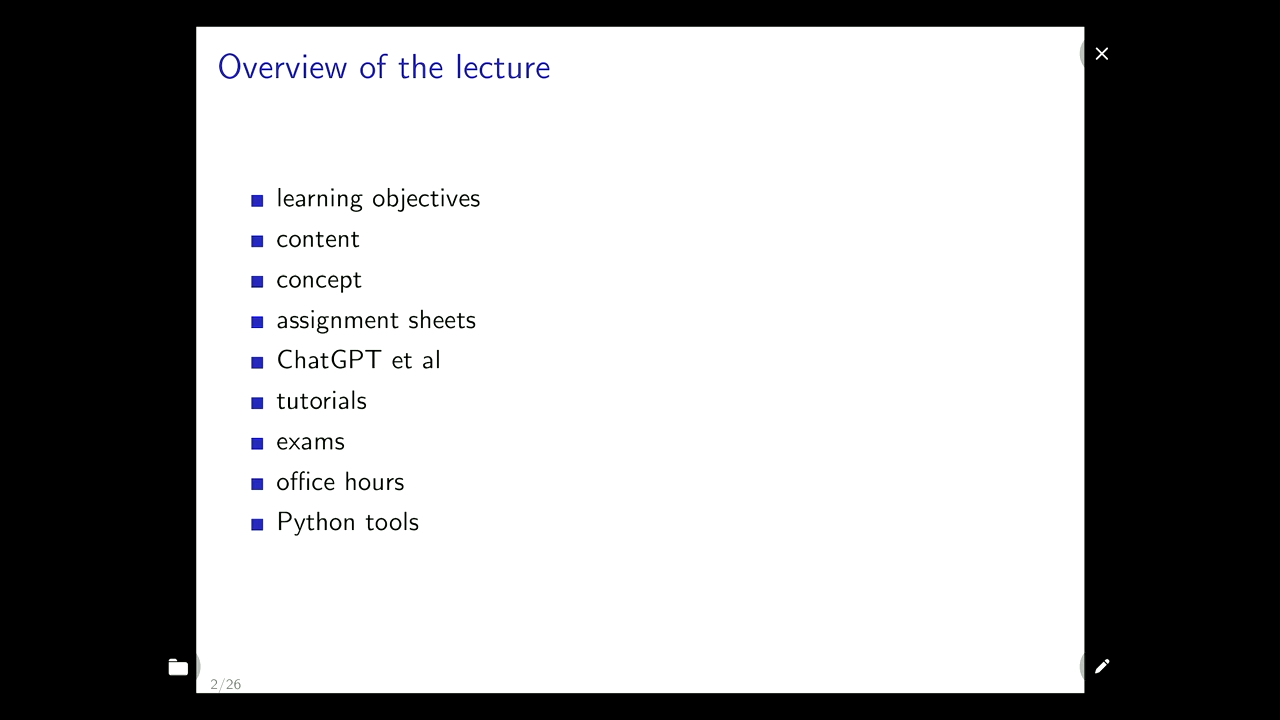 Overview of the lecture
learning objectives
content
concept
assignment sheets
ChatGPT et al
tutorials
exams
office hours
Python tools
2/26